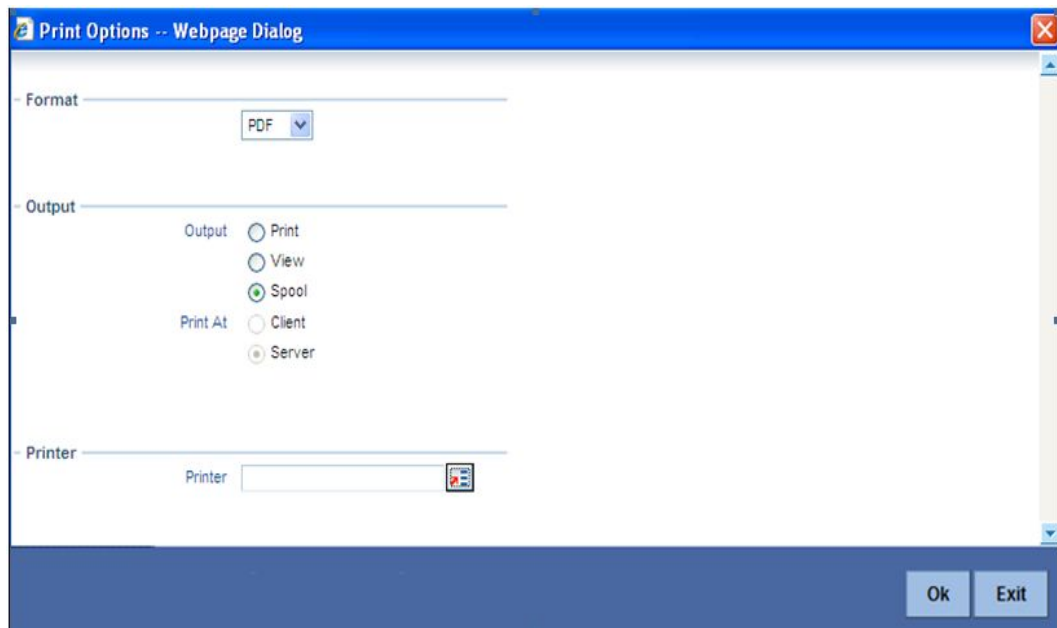 Print Options -- Webpage Dialog
Format
PDF
Output
Output Print
View
Spool
Print At Client
Server
Printer
Printer
Ok Exit